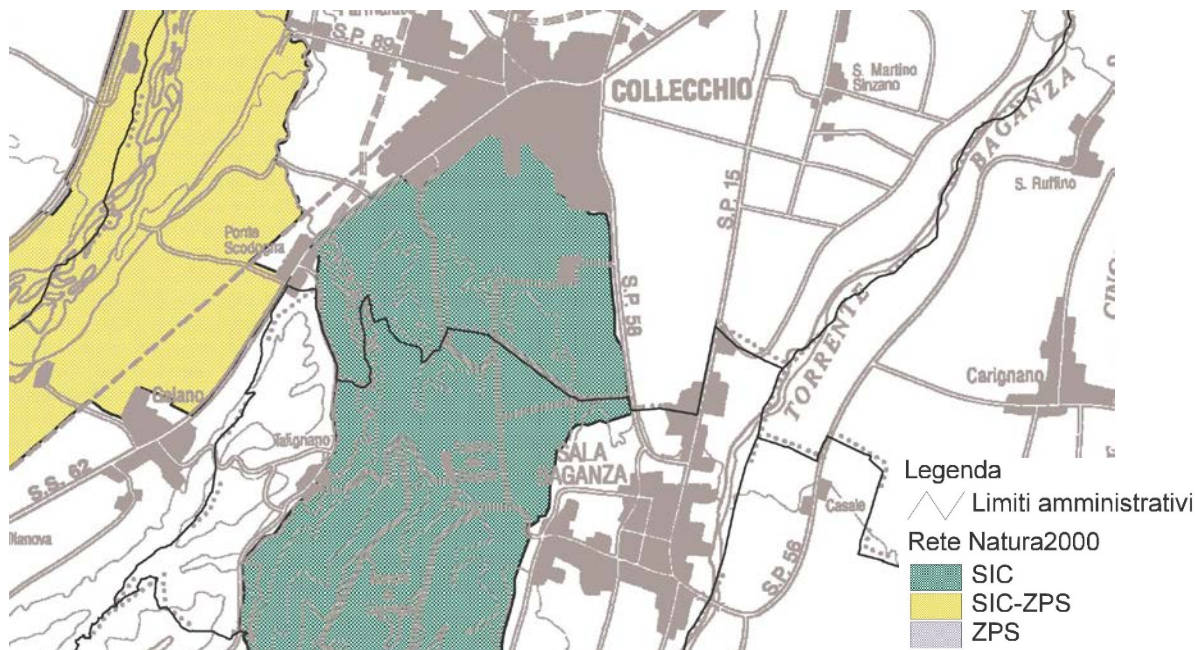 S.P. 89
COLLECCHIO
S. Martino
Sinzano
BAGANZA
S. Ruffino
S.P. 15
Ponte
Scodogna
S.P. 58
TORRENTE
Carignano
Gaiano
Talignano
SALA
BAGANZA
S.S. 62
Casale
S.P. 56
Legenda
Limiti amministrativi
Rete Natura2000
SIC
SIC-ZPS
ZPS